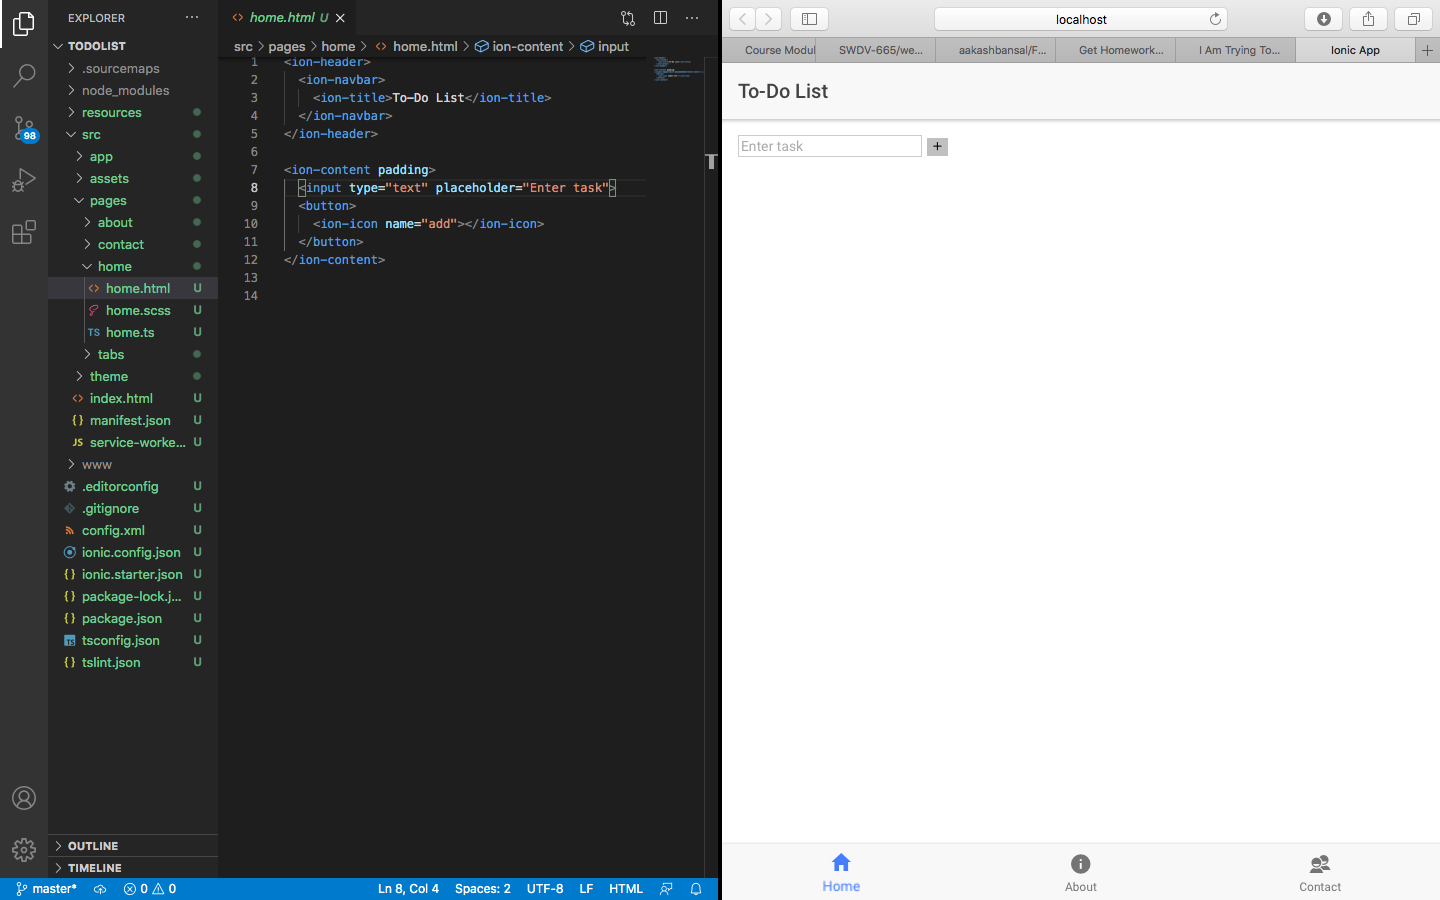 EXPLORER
TODOLIST
.sourcemaps
node_modules
resources
src
app
assets
pages
about
contact
home
home.html U
home.scss U
home.ts U
tabs
theme
index.html U
manifest.json U
service-worke... U
www
.editorconfig U
.gitignore U
config.xml U
ionic.config.json U
ionic.starter.json U
package-lock.j... U
package.json U
tsconfig.json U
tslint.json U
OUTLINE
TIMELINE
98
TS
JS
home.html U
src > pages > home > home.html > ion-content > input
1 <ion-header>
2 <ion-navbar>
3 <ion-title>To-Do List</ion-title>
4 </ion-navbar>
5 </ion-header>
6
7 <ion-content padding>
8 <input type="text" placeholder="Enter task">
9 <button>
10 <ion-icon name="add"></ion-icon>
11 </button>
12 </ion-content>
13
14
master* 0 0 Ln 8, Col 4 Spaces: 2 UTF-8 LF HTML
localhost
Course Modul SWDV-665/we... aakashbansal/F... Get Homework... I Am Trying To... Ionic App
To-Do List
Enter task +
Home About Contact